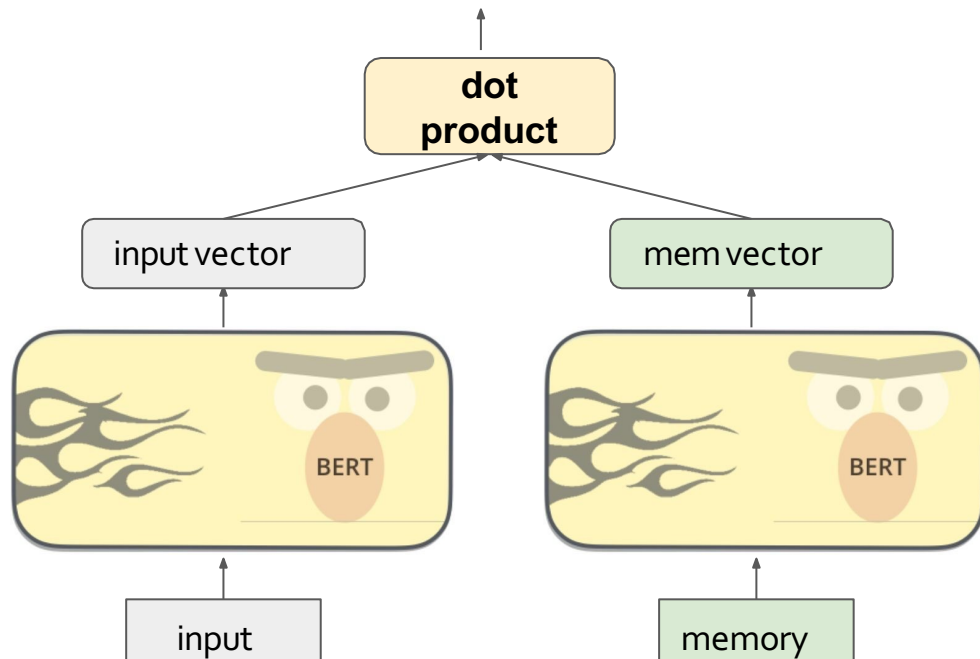 dot
product
input vector
mem vector
BERT
BERT
input
memory